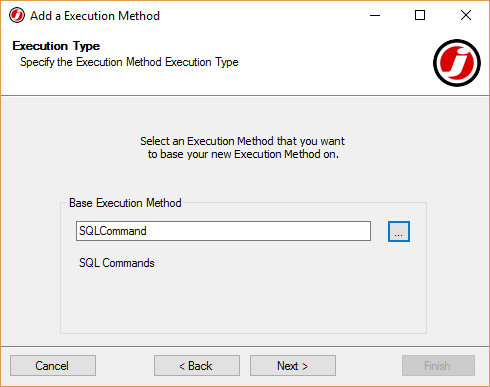 Add a Execution Method
Execution Type
Specify the Execution Method Execution Type
Select an Execution Method that you want
to base your new Execution Method on.
Base Execution Method
SQLCommand
...
SQL Commands
Cancel
< Back
Next >
Finish